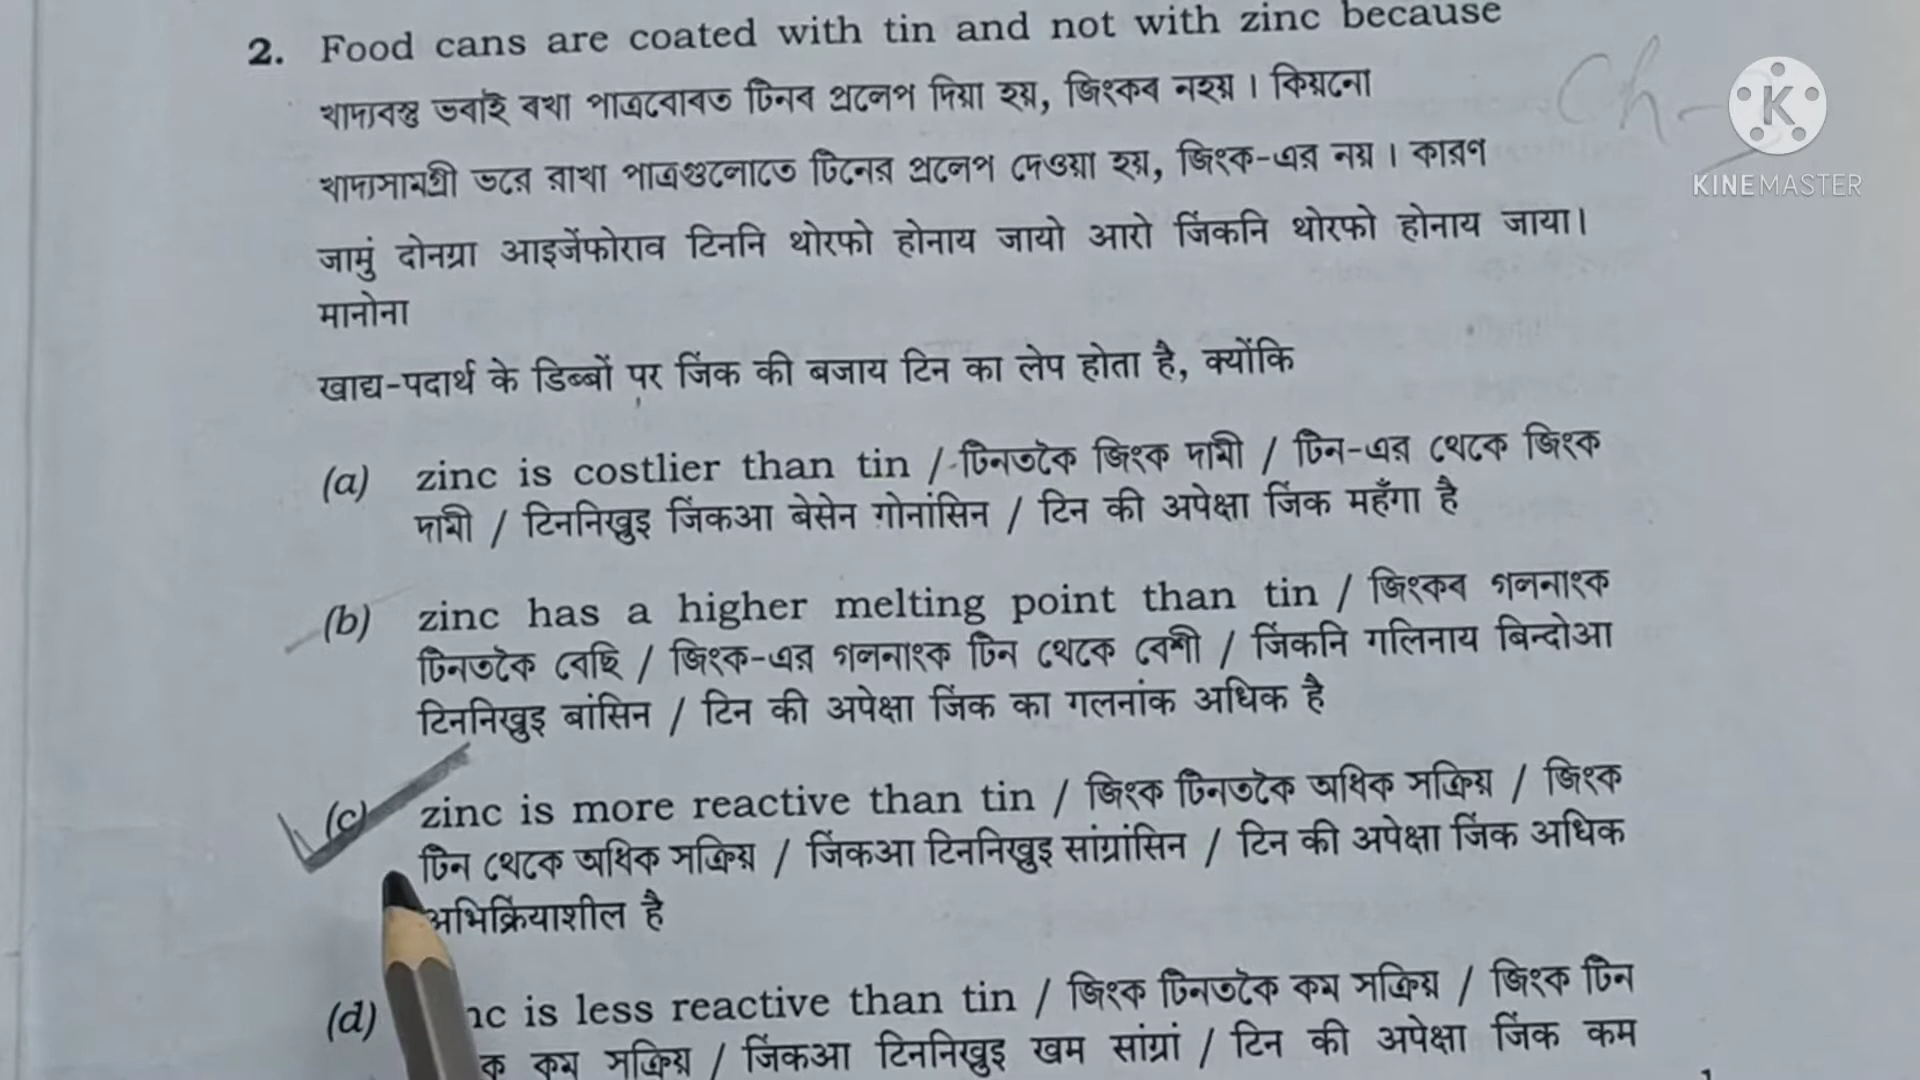 2. Food cans are coated with tin and not with zinc because
খাদ্যবস্তু ভৰাই ৰখা পাত্ৰবোৰত টিনৰ প্ৰলেপ দিয়া হয়, জিংকৰ নহয়। কিয়নো
খাদ্যসামগ্রী ভরে রাখা পাত্রগুলোতে টিনের প্রলেপ দেওয়া হয়, জিংক-এর নয়। কারণ
जामुं दोनग्रा आइजेंफोराव टिननि थोरफो होनाय जायो आरो जिंकनि थोरफो होनाय जाया।
मानोना
खाद्य-पदार्थ के डिब्बों पर जिंक की बजाय टिन का लेप होता है, क्योंकि
(a) zinc is costlier than tin / টিনতকৈ জিংক দামী / টিন-এর থেকে জিংক
দামী / टिननिख्रुइ जिंकआ बेसेन गोनांसिन / टिन की अपेक्षा जिंक महँगा है
(b) zinc has a higher melting point than tin / জিংকৰ গলনাংক
টিনতকৈ বেছি / জিংক-এর গলনাংক টিন থেকে বেশী / जिंकनि गलिनाय बिन्दोआ
टिननिख्रुइ बांसिन / टिन की अपेक्षा जिंक का गलनांक अधिक है
(c) zinc is more reactive than tin / জিংক টিনতকৈ অধিক সক্ৰিয় / জিংক
টিন থেকে অধিক সক্রিয় / जिंकआ टिननिख्रुइ सांग्रांसिन / टिन की अपेक्षा जिंक अधिक
अभिक्रियाशील है
(d) is less reactive than tin / জিংক টিনতকৈ কম সক্ৰিয় / জিংক টিন
কম সক্রিয় / जिंकआ टिननिख्रुइ खम सांग्रां / टिन की अपेक्षा जिंक कम
Ch-
K
KINEMASTER